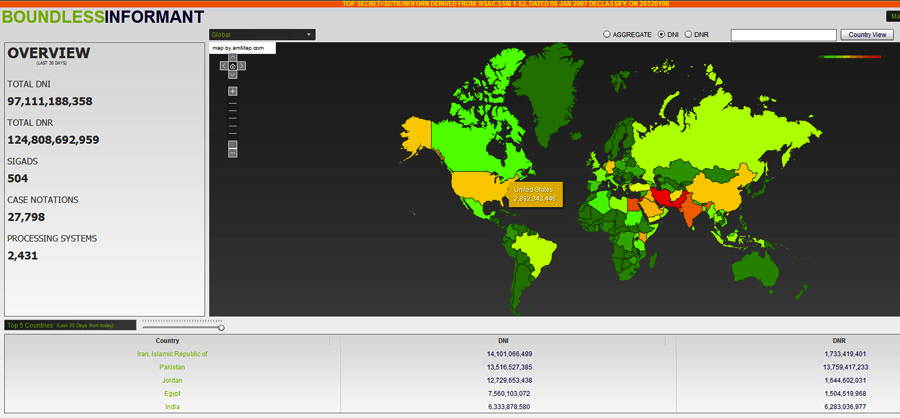 TOP SECRET//SI//TK//NOFORN DERIVED FROM: NSA/CSSM 1-52, DATED 08 JAN 2007 DECLASSIFY: ON 20320108
BOUNDLESSINFORMANT
Ma
Global
AGGREGATE DNI DNR
Country View
map by amMap.com
OVERVIEW
(LAST 30 DAYS)
TOTAL DNI
97,111,188,358
TOTAL DNR
124,808,692,959
SIGADS
504
CASE NOTATIONS
27,798
PROCESSING SYSTEMS
2,431
United States
2,892,343,446
Top 5 Countries (Last 30 Days from today)
Country DNI DNR
Iran, Islamic Republic of 14,101,066,499 1,733,419,401
Pakistan 13,516,527,385 13,759,417,233
Jordan 12,729,653,438 1,644,602,031
Egypt 7,560,103,072 1,504,519,968
India 6,333,878,580 6,283,036,977